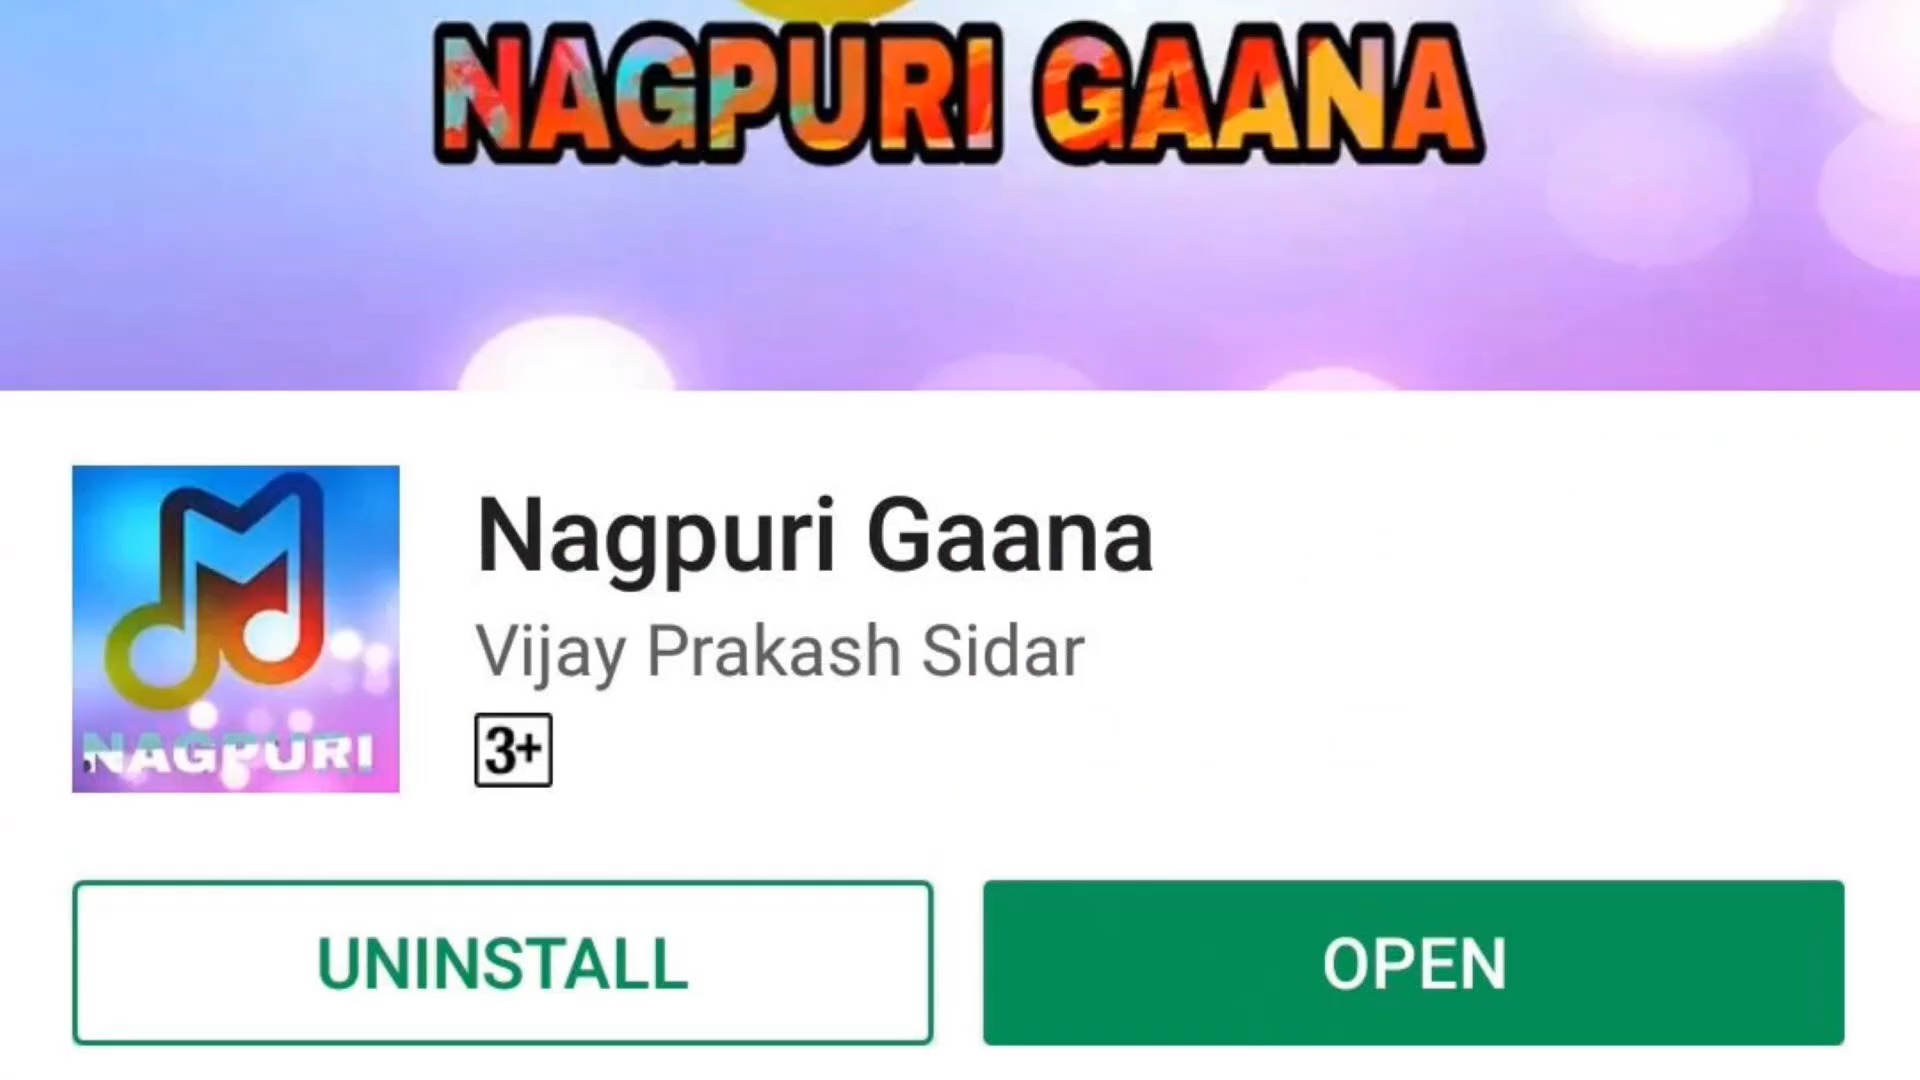 NAGPURI GAANA
Nagpuri Gaana
Vijay Prakash Sidar
3+
NAGPURI
UNINSTALL
OPEN